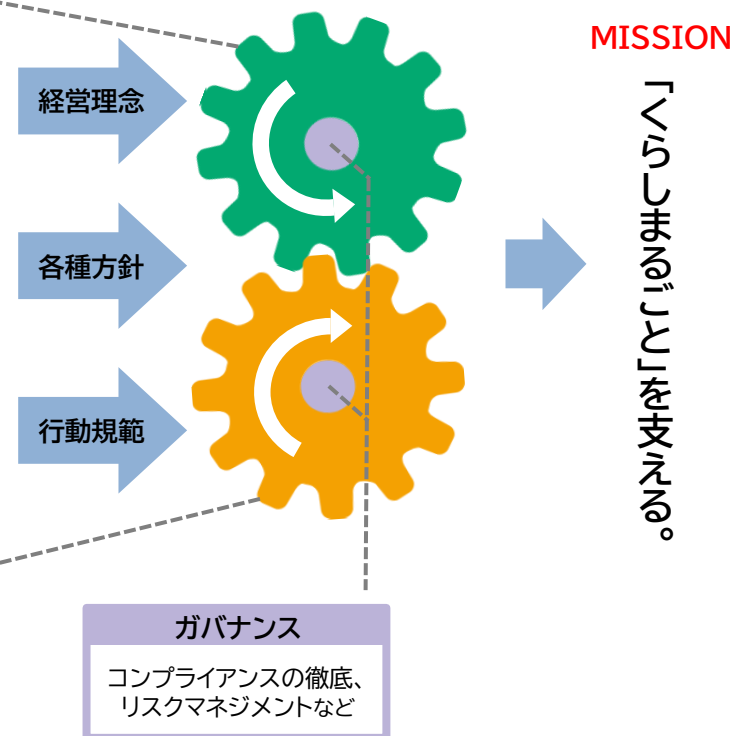 経営理念
各種方針
行動規範
MISSION
「くらしまるごと」を支える。
ガバナンス
コンプライアンスの徹底、
リスクマネジメントなど